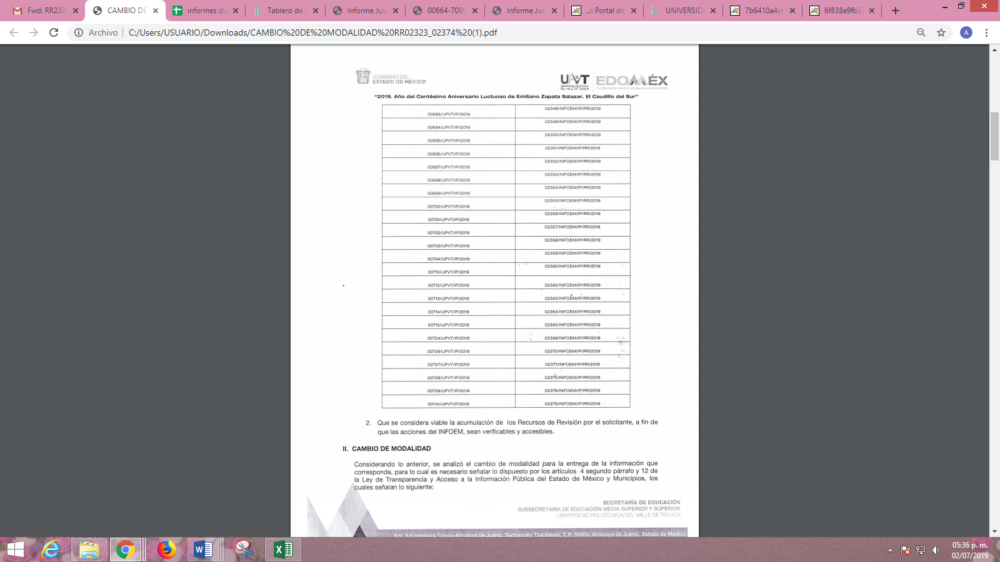 Fwd: RR232
CAMBIO DE
informes di
Tablero de
Informe Jus
00664-709
Informe Jus
..:: Portal de
UNIVERSID
7b6410a4ce
6f838a9fb3
Archivo
C:/Users/USUARIO/Downloads/CAMBIO%20DE%20MODALIDAD%20RR02323_02374%20(1).pdf
A
GOBIERNO DEL
ESTADO DE MÉXICO
UPVT
UNIVERSIDAD POLITÉCNICA
DEL VALLE DE TOLUCA
EDOMÉX
"2019. Año del Centésimo Aniversario Luctuoso de Emiliano Zapata Salazar. El Caudillo del Sur"
00693/UPVT/IP/2019 02348/INFOEM/IP/RR/2019
00694/UPVT/IP/2019 02349/INFOEM/IP/RR/2019
00695/UPVT/IP/2019 02350/INFOEM/IP/RR/2019
00696/UPVT/IP/2019 02351/INFOEM/IP/RR/2019
00697/UPVT/IP/2019 02352/INFOEM/IP/RR/2019
00698/UPVT/IP/2019 02353/INFOEM/IP/RR/2019
00699/UPVT/IP/2019 02354/INFOEM/IP/RR/2019
00700/UPVT/IP/2019 02355/INFOEM/IP/RR/2019
00701/UPVT/IP/2019 02356/INFOEM/IP/RR/2019
00702/UPVT/IP/2019 02357/INFOEM/IP/RR/2019
00703/UPVT/IP/2019 02358/INFOEM/IP/RR/2019
00704/UPVT/IP/2019 02359/INFOEM/IP/RR/2019
00710/UPVT/IP/2019 02360/INFOEM/IP/RR/2019
00712/UPVT/IP/2019 02362/INFOEM/IP/RR/2019
00713/UPVT/IP/2019 02363/INFOEM/IP/RR/2019
00714/UPVT/IP/2019 02364/INFOEM/IP/RR/2019
00715/UPVT/IP/2019 02365/INFOEM/IP/RR/2019
00724/UPVT/IP/2019 02368/INFOEM/IP/RR/2019
00726/UPVT/IP/2019 02370/INFOEM/IP/RR/2019
00727/UPVT/IP/2019 02371/INFOEM/IP/RR/2019
00728/UPVT/IP/2019 02375/INFOEM/IP/RR/2019
00729/UPVT/IP/2019 02376/INFOEM/IP/RR/2019
00741/UPVT/IP/2019 02379/INFOEM/IP/RR/2019
2. Que se considera viable la acumulación de los Recursos de Revisión por el solicitante, a fin de
que las acciones del INFOEM, sean verificables y accesibles.
II. CAMBIO DE MODALIDAD
Considerando lo anterior, se analizó el cambio de modalidad para la entrega de la información que
corresponda, para lo cual es necesario señalar lo dispuesto por los artículos 4 segundo párrafo y 12 de
la Ley de Transparencia y Acceso a la Información Pública del Estado de México y Municipios, los
cuales señalan lo siguiente:
SECRETARÍA DE EDUCACIÓN
SUBSECRETARÍA DE EDUCACIÓN MEDIA SUPERIOR Y SUPERIOR
UNIVERSIDAD POLITÉCNICA DEL VALLE DE TOLUCA
Km. 5.6 carretera Toluca-Almoloya de Juárez, Santiaguito Tlalcilalcali, C.P. 50904, Almoloya de Juárez, Estado de México.
05:36 p. m.
02/07/2019